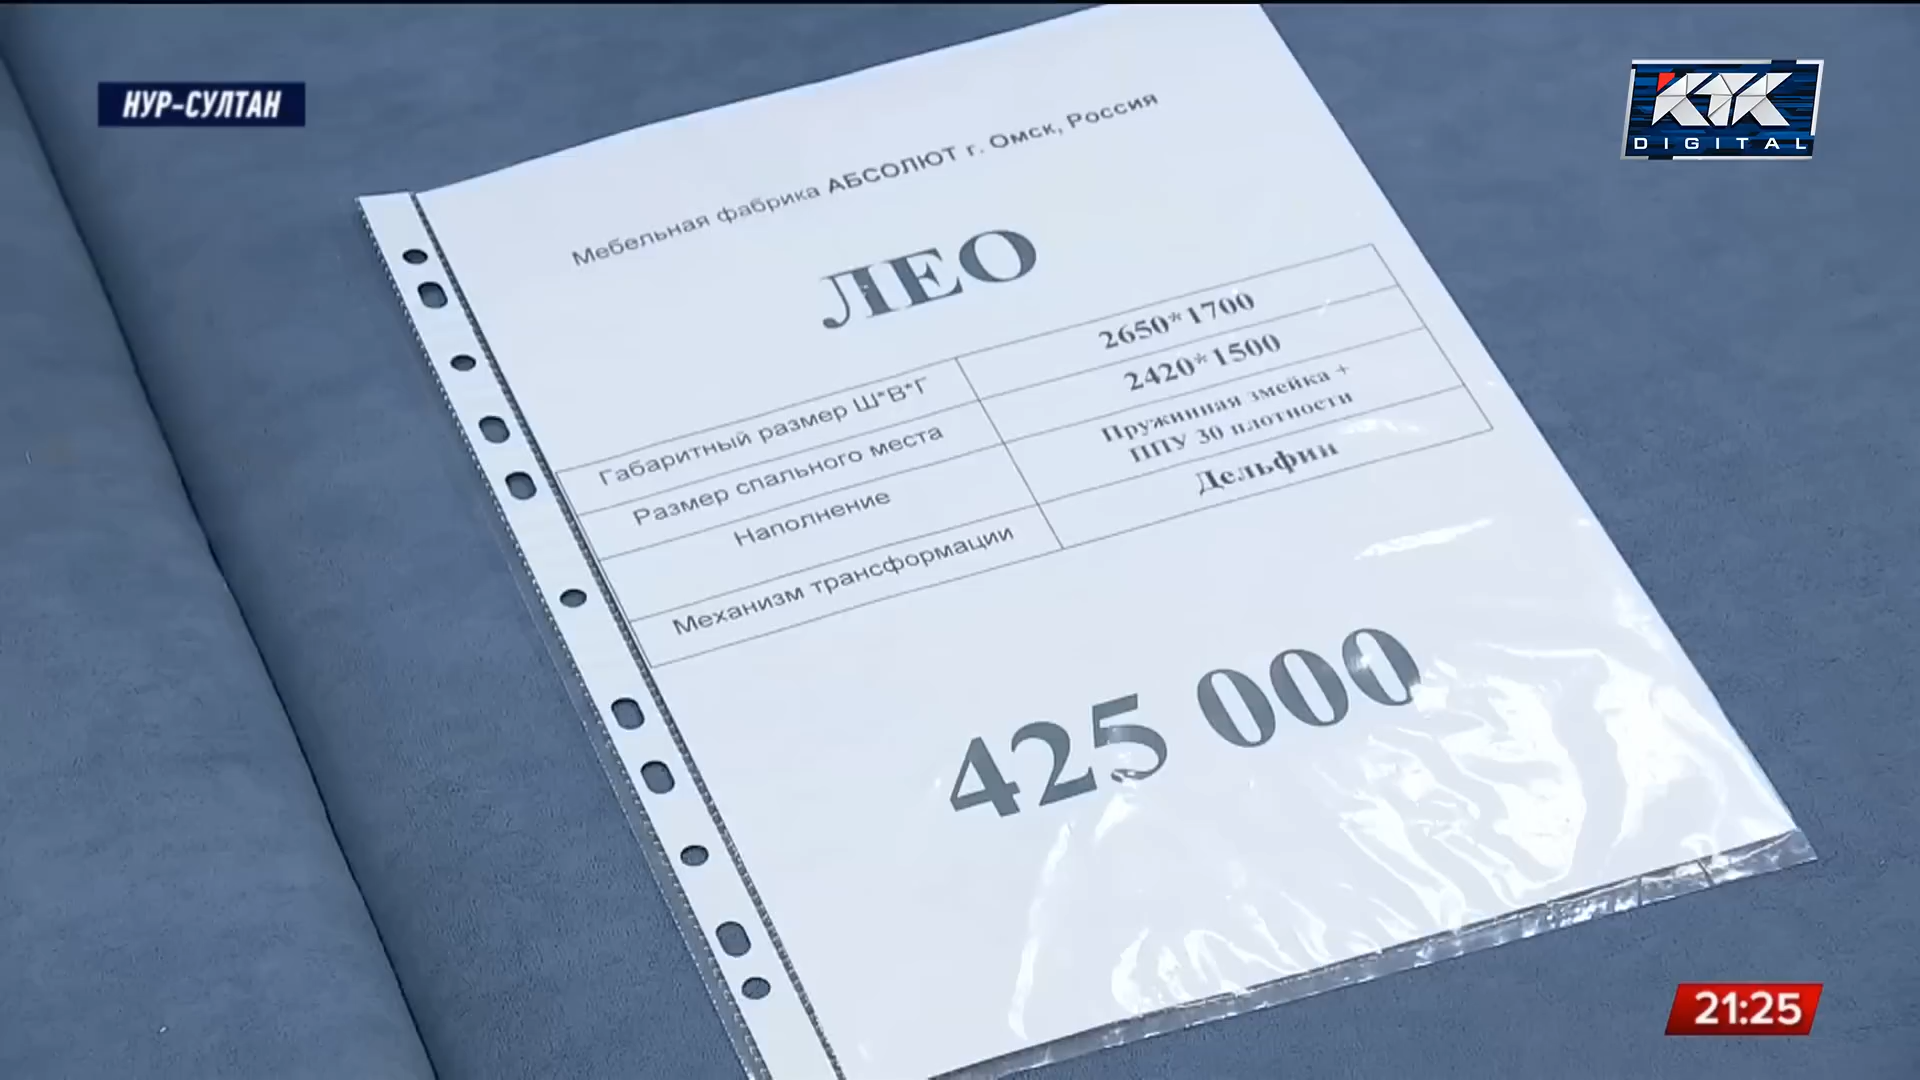 НУР-СУЛТАН
КТК
DIGITAL
Мебельная фабрика АБСОЛЮТ г. Омск, Россия
ЛЕО
Габаритный размер Ш*В*Г 2650*1700
Размер спального места 2420*1500
Наполнение Пружинная змейка +
ППУ 30 плотности
Механизм трансформации Дельфин
425 000
21:25